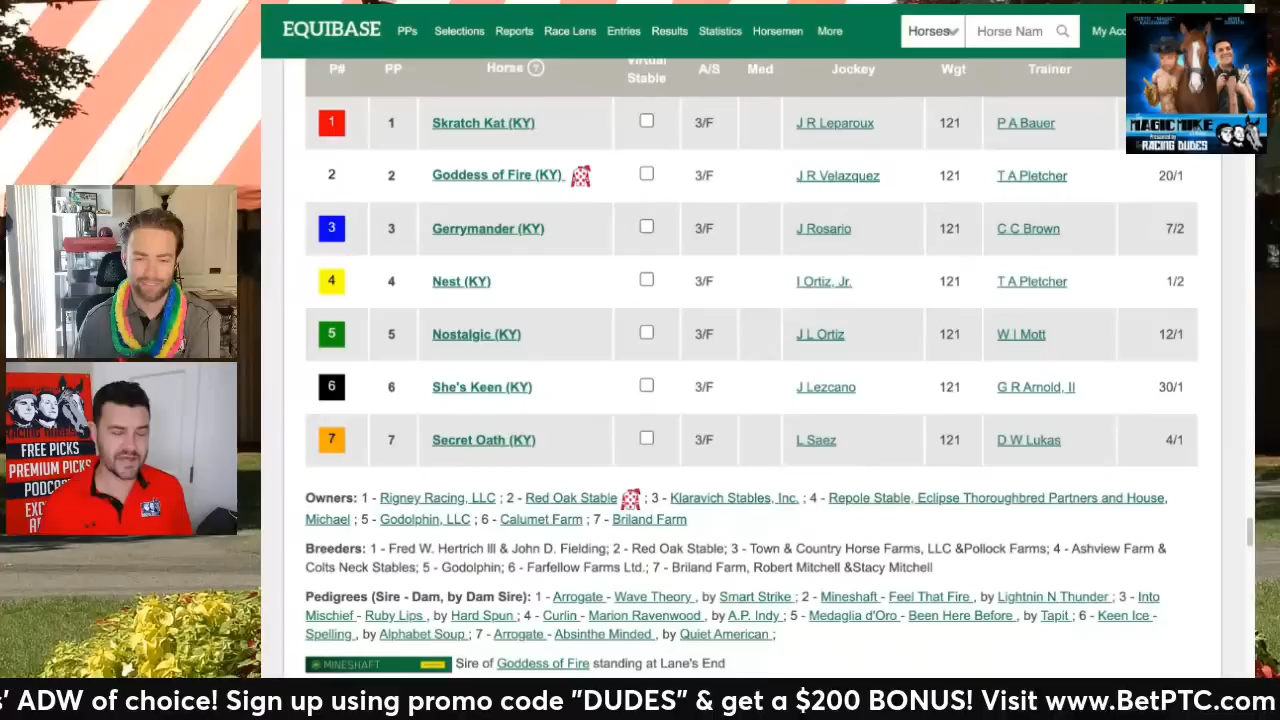 EQUIBASE PPs Selections Reports Race Lens Entries Results Statistics Horsemen More Horses Horse Nam My Acc
P# PP Horse ? Virtual Stable A/S Med Jockey Wgt Trainer
1 1 Skratch Kat (KY) 3/F J R Leparoux 121 P A Bauer
2 2 Goddess of Fire (KY) 3/F J R Velazquez 121 T A Pletcher 20/1
3 3 Gerrymander (KY) 3/F J Rosario 121 C C Brown 7/2
4 4 Nest (KY) 3/F I Ortiz, Jr. 121 T A Pletcher 1/2
5 5 Nostalgic (KY) 3/F J L Ortiz 121 W I Mott 12/1
6 6 She's Keen (KY) 3/F J Lezcano 121 G R Arnold, II 30/1
7 7 Secret Oath (KY) 3/F L Saez 121 D W Lukas 4/1
Owners: 1 - Rigney Racing, LLC ; 2 - Red Oak Stable ; 3 - Klaravich Stables, Inc. ; 4 - Repole Stable, Eclipse Thoroughbred Partners and House,
Michael ; 5 - Godolphin, LLC ; 6 - Calumet Farm ; 7 - Briland Farm
Breeders: 1 - Fred W. Hertrich III & John D. Fielding; 2 - Red Oak Stable; 3 - Town & Country Horse Farms, LLC &Pollock Farms; 4 - Ashview Farm &
Colts Neck Stables; 5 - Godolphin; 6 - Farfellow Farms Ltd.; 7 - Briland Farm, Robert Mitchell &Stacy Mitchell
Pedigrees (Sire - Dam, by Dam Sire): 1 - Arrogate - Wave Theory , by Smart Strike ; 2 - Mineshaft - Feel That Fire , by Lightnin N Thunder ; 3 - Into
Mischief - Ruby Lips , by Hard Spun ; 4 - Curlin - Marion Ravenwood , by A.P. Indy ; 5 - Medaglia d'Oro - Been Here Before , by Tapit ; 6 - Keen Ice -
Spelling , by Alphabet Soup ; 7 - Arrogate - Absinthe Minded , by Quiet American ;
MINESHAFT Sire of Goddess of Fire standing at Lane's End
MAGIC MIKE
RACING DUDES
RACING DUDES
FREE PICKS
PREMIUM PICKS
s' ADW of choice! Sign up using promo code "DUDES" & get a $200 BONUS! Visit www.BetPTC.com